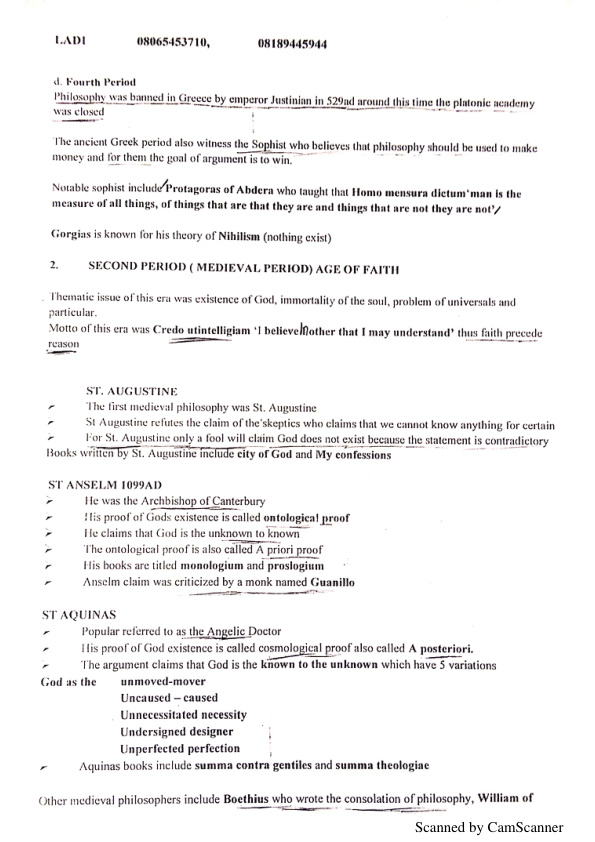 LADI 08065453710, 08189445944
d. Fourth Period
Philosophy was banned in Greece by emperor Justinian in 529ad around this time the platonic academy
was closed
The ancient Greek period also witness the Sophist who believes that philosophy should be used to make
money and for them the goal of argument is to win.
Notable sophist include Protagoras of Abdera who taught that Homo mensura dictum‘man is the
measure of all things, of things that are that they are and things that are not they are not’
Gorgias is known for his theory of Nihilism (nothing exist)
2. SECOND PERIOD ( MEDIEVAL PERIOD) AGE OF FAITH
Thematic issue of this era was existence of God, immortality of the soul, problem of universals and
particular.
Motto of this era was Credo utintelligiam ‘I believe other that I may understand’ thus faith precede
reason
ST. AUGUSTINE
➢ The first medieval philosophy was St. Augustine
➢ St Augustine refutes the claim of the skeptics who claims that we cannot know anything for certain
➢ For St. Augustine only a fool will claim God does not exist because the statement is contradictory
Books written by St. Augustine include city of God and My confessions
ST ANSELM 1099AD
➢ He was the Archbishop of Canterbury
➢ His proof of Gods existence is called ontological proof
➢ He claims that God is the unknown to known
➢ The ontological proof is also called A priori proof
➢ His books are titled monologium and proslogium
➢ Anselm claim was criticized by a monk named Guanillo
ST AQUINAS
➢ Popular referred to as the Angelic Doctor
➢ His proof of God existence is called cosmological proof also called A posteriori.
➢ The argument claims that God is the known to the unknown which have 5 variations
God as the unmoved-mover
Uncaused – caused
Unnecessitated necessity
Undersigned designer
Unperfected perfection
➢ Aquinas books include summa contra gentiles and summa theologiae
Other medieval philosophers include Boethius who wrote the consolation of philosophy, William of
Scanned by CamScanner